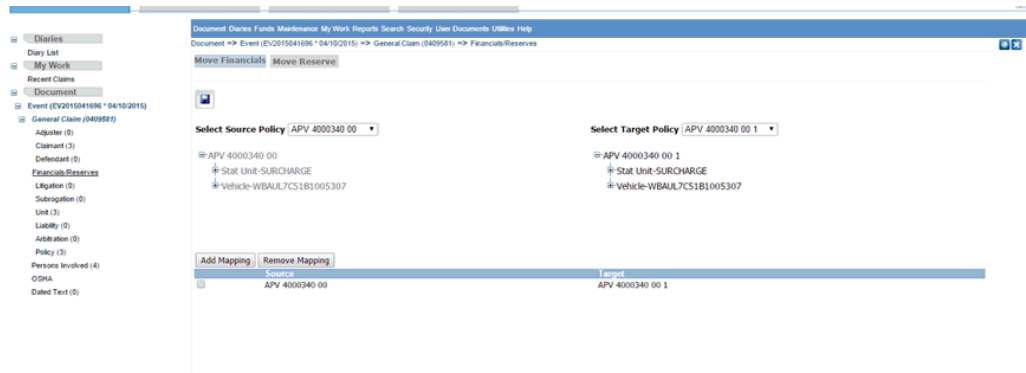 Document Diaries Funds Maintenance My Work Reports Search Security User Documents Utilities Help
Document => Event (EV2015041696 * 04/10/2015) => General Claim (0409581) => Financials/Reserves
Diaries
Diary List
My Work
Recent Claims
Document
Event (EV2015041696 * 04/10/2015)
General Claim (0409581)
Adjuster (0)
Claimant (3)
Defendant (0)
Financials/Reserves
Litigation (0)
Subrogation (0)
Unit (3)
Liability (0)
Arbitration (0)
Policy (3)
Persons Involved (4)
OSHA
Dated Text (0)
Move Financials Move Reserve
Select Source Policy APV 4000340 00
Select Target Policy APV 4000340 00 1
APV 4000340 00
Stat Unit-SURCHARGE
Vehicle-WBAUL7C51B1005307
APV 4000340 00 1
Stat Unit-SURCHARGE
Vehicle-WBAUL7C51B1005307
Add Mapping Remove Mapping
Source Target
APV 4000340 00 APV 4000340 00 1